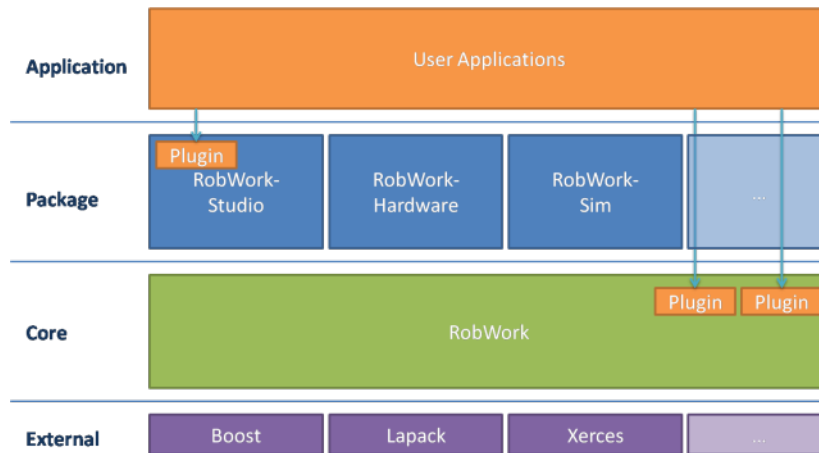 Application
User Applications
Plugin
Package
RobWork-
Studio
RobWork-
Hardware
RobWork-
Sim
...
Core
RobWork
Plugin
Plugin
External
Boost
Lapack
Xerces
...